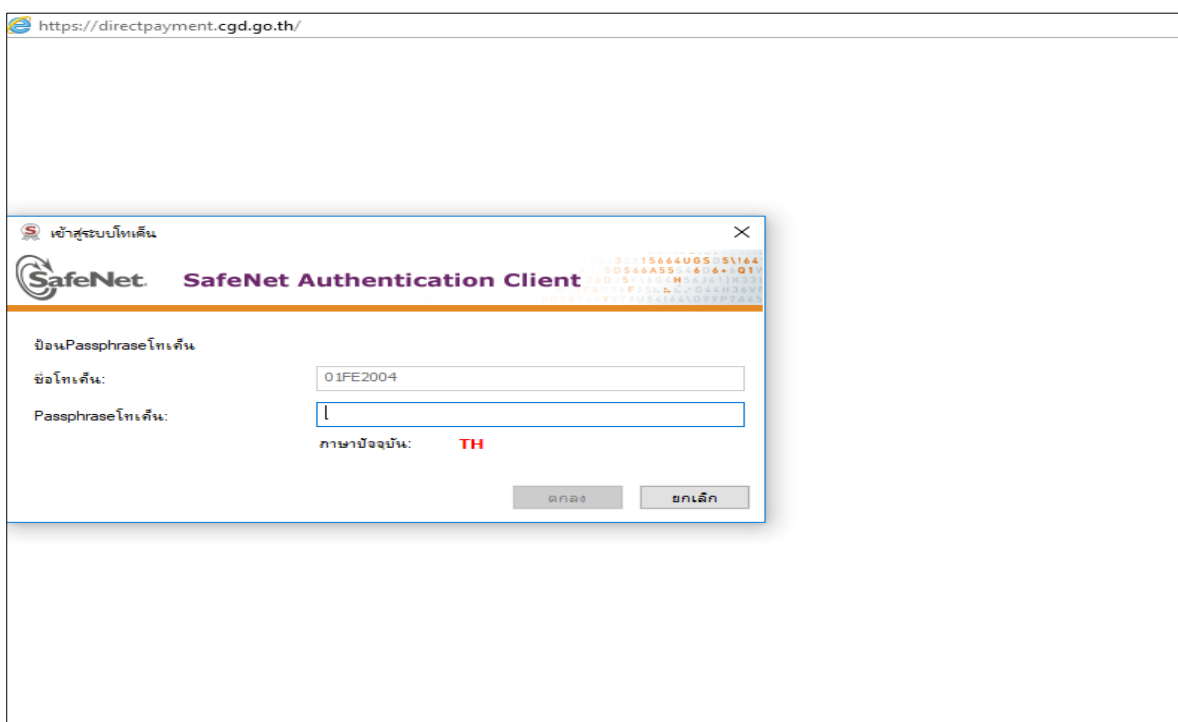 https://directpayment.cgd.go.th/
เข้าสู่ระบบโทเค็น
SafeNet. SafeNet Authentication Client
ป้อนPassphraseโทเค็น
ชื่อโทเค็น: 01FE2004
Passphraseโทเค็น:
ภาษาปัจจุบัน: TH
ตกลง ยกเลิก